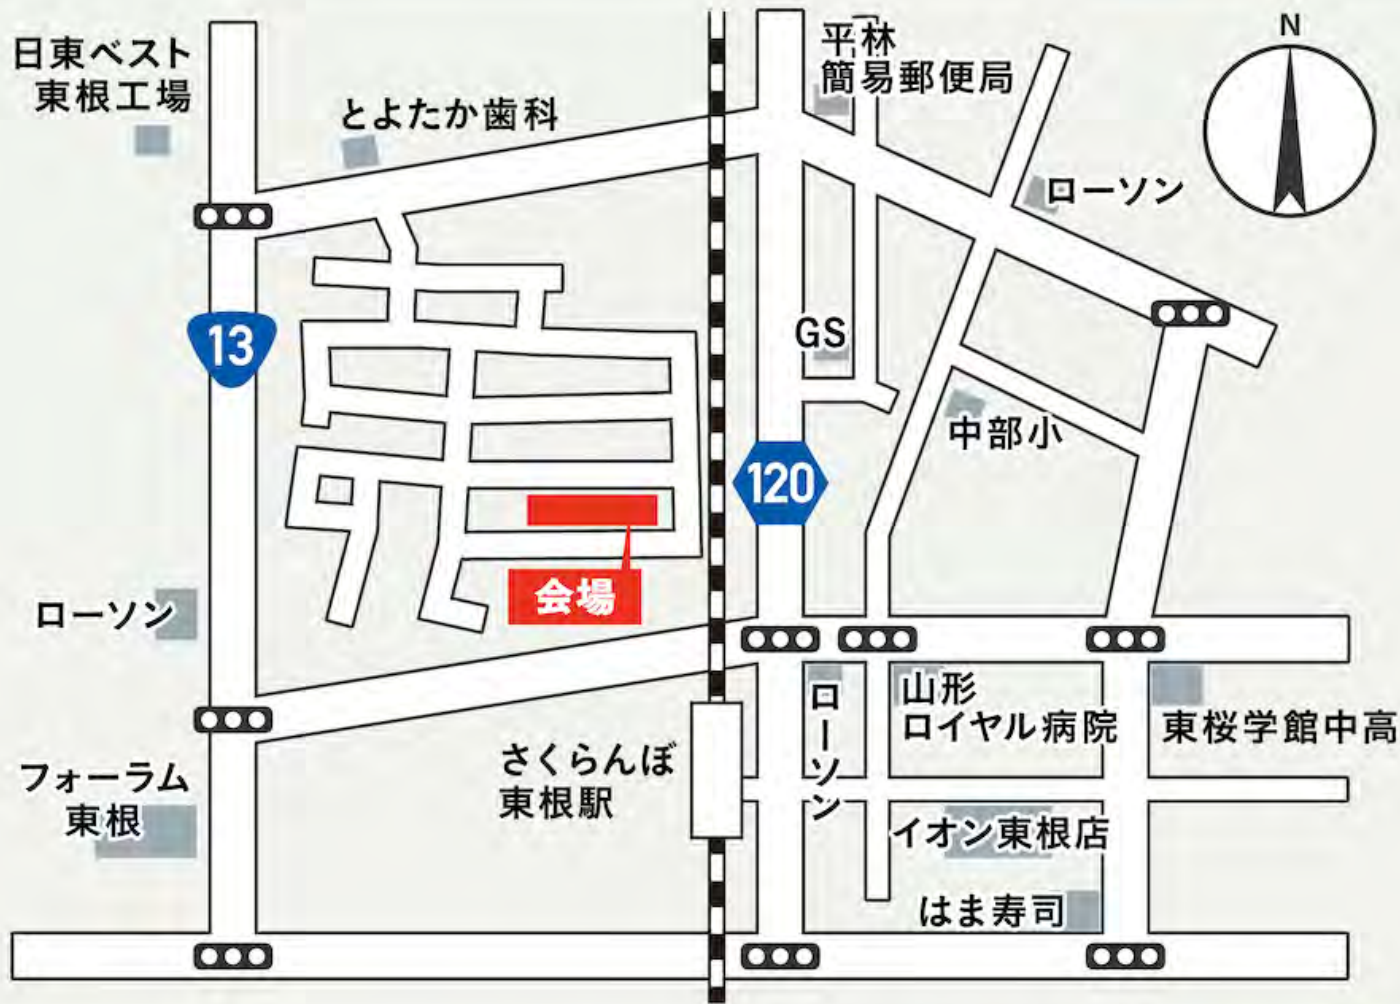 N
日東ベスト
東根工場
とよたか歯科
平林
簡易郵便局
ローソン
13
GS
中部小
120
会場
ローソン
フォーラム
東根
さくらんぼ
東根駅
ローソン
山形
ロイヤル病院
東桜学館中高
イオン東根店
はま寿司